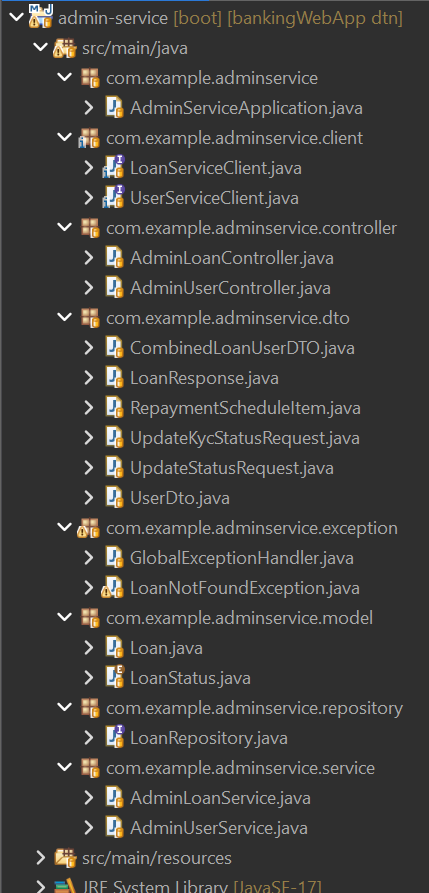 admin-service [boot] [bankingWebApp dtn]
src/main/java
com.example.adminservice
AdminServiceApplication.java
com.example.adminservice.client
LoanServiceClient.java
UserServiceClient.java
com.example.adminservice.controller
AdminLoanController.java
AdminUserController.java
com.example.adminservice.dto
CombinedLoanUserDTO.java
LoanResponse.java
RepaymentScheduleItem.java
UpdateKycStatusRequest.java
UpdateStatusRequest.java
UserDto.java
com.example.adminservice.exception
GlobalExceptionHandler.java
LoanNotFoundException.java
com.example.adminservice.model
Loan.java
LoanStatus.java
com.example.adminservice.repository
LoanRepository.java
com.example.adminservice.service
AdminLoanService.java
AdminUserService.java
src/main/resources
JRE System Library [JavaSE-17]